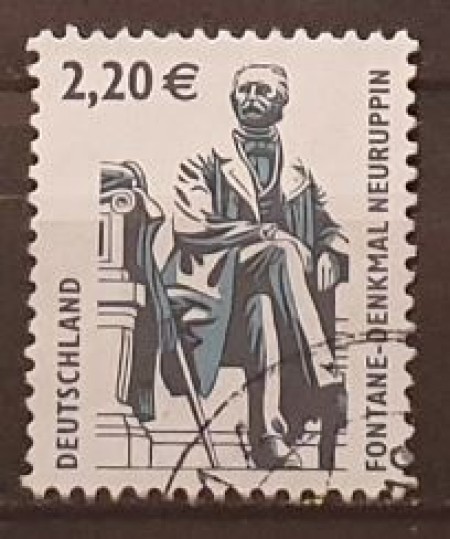 2,20 €
DEUTSCHLAND
FONTANE-DENKMAL NEURUPPIN